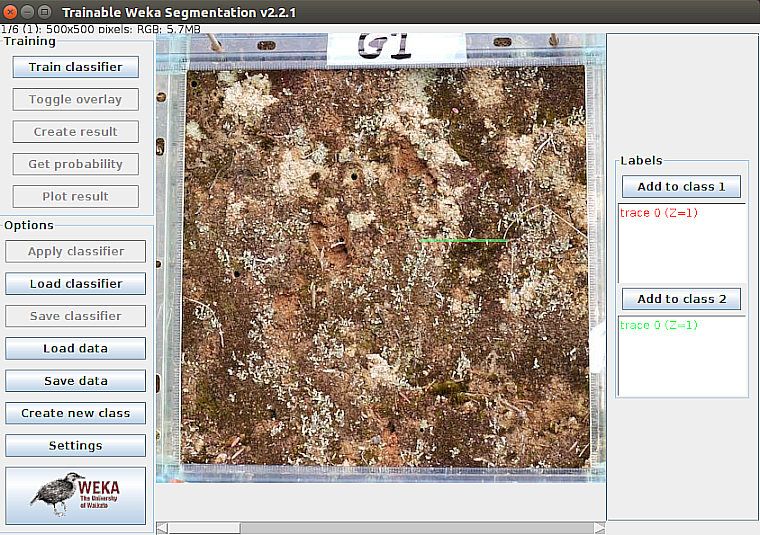 Trainable Weka Segmentation v2.2.1
1/6 (1): 500x500 pixels: RGB: 5.7MB
Training
Train classifier
Toggle overlay
Create result
Get probability
Plot result
Options
Apply classifier
Load classifier
Save classifier
Load data
Save data
Create new class
Settings
WEKA
The University
of Waikato
G1
Labels
Add to class 1
trace 0 (Z=1)
Add to class 2
trace 0 (Z=1)